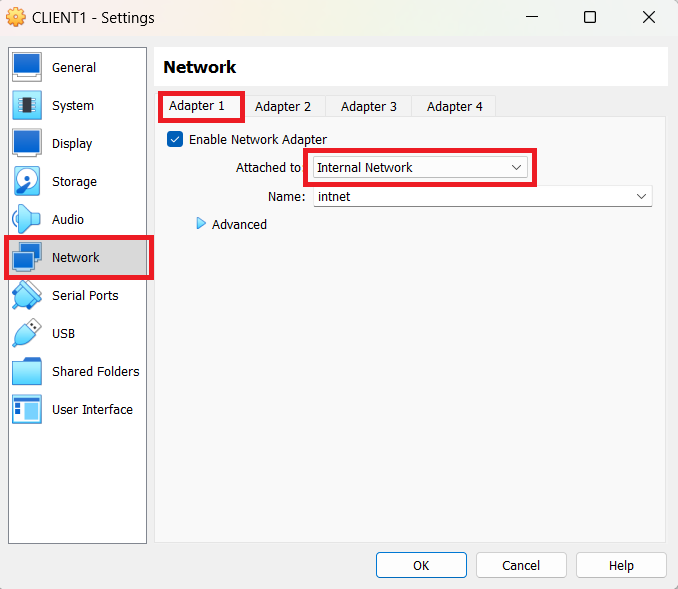 CLIENT1 - Settings
General
System
Display
Storage
Audio
Network
Serial Ports
USB
Shared Folders
User Interface
Network
Adapter 1 Adapter 2 Adapter 3 Adapter 4
Enable Network Adapter
Attached to: Internal Network
Name: intnet
Advanced
OK Cancel Help